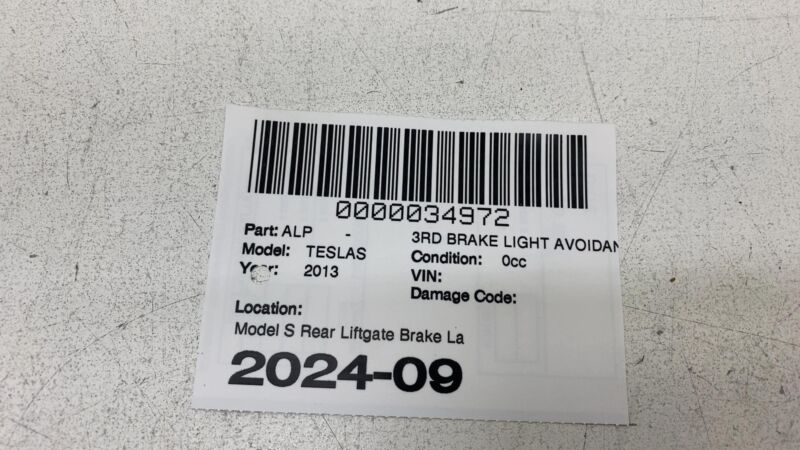 0000034972
Part: ALP - 3RD BRAKE LIGHT AVOIDAN
Model: TESLAS Condition: 0cc
Year: 2013 VIN:
Damage Code:
Location:
Model S Rear Liftgate Brake La
2024-09